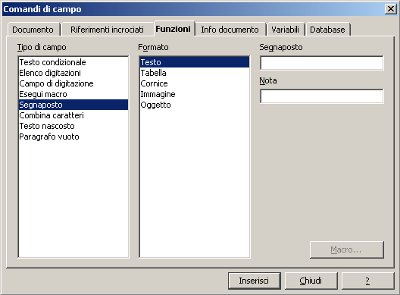 Comandi di campo
Documento Riferimenti incrociati Funzioni Info documento Variabili Database
Tipo di campo
Testo condizionale
Elenco digitazioni
Campo di digitazione
Esegui macro
Segnaposto
Combina caratteri
Testo nascosto
Paragrafo vuoto
Formato
Testo
Tabella
Cornice
Immagine
Oggetto
Segnaposto
Nota
Macro...
Inserisci Chiudi ?